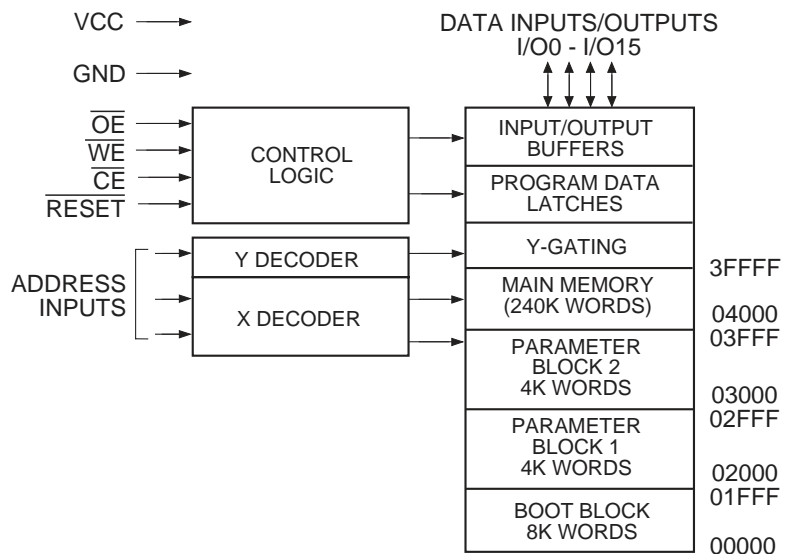 VCC
GND
OE
WE
CE
RESET
ADDRESS
INPUTS
CONTROL
LOGIC
Y DECODER
X DECODER
DATA INPUTS/OUTPUTS
I/O0 - I/O15
INPUT/OUTPUT
BUFFERS
PROGRAM DATA
LATCHES
Y-GATING
MAIN MEMORY
(240K WORDS)
PARAMETER
BLOCK 2
4K WORDS
PARAMETER
BLOCK 1
4K WORDS
BOOT BLOCK
8K WORDS
3FFFF
04000
03FFF
03000
02FFF
02000
01FFF
00000